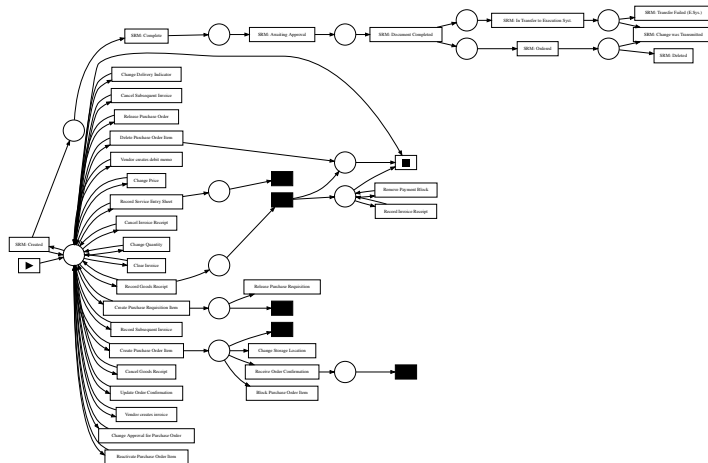 SRM: Complete
SRM: Awaiting Approval
SRM: Document Completed
SRM: In Transfer to Execution Syst.
SRM: Transfer Failed (E.Sys.)
SRM: Change was Transmitted
SRM: Ordered
SRM: Deleted
Change Delivery Indicator
Cancel Subsequent Invoice
Release Purchase Order
Delete Purchase Order Item
Vendor creates debit memo
Change Price
Record Service Entry Sheet
Remove Payment Block
Record Invoice Receipt
Cancel Invoice Receipt
SRM: Created
Change Quantity
Clear Invoice
Record Goods Receipt
Release Purchase Requisition
Create Purchase Requisition Item
Record Subsequent Invoice
Create Purchase Order Item
Change Storage Location
Cancel Goods Receipt
Receive Order Confirmation
Update Order Confirmation
Block Purchase Order Item
Vendor creates invoice
Change Approval for Purchase Order
Reactivate Purchase Order Item